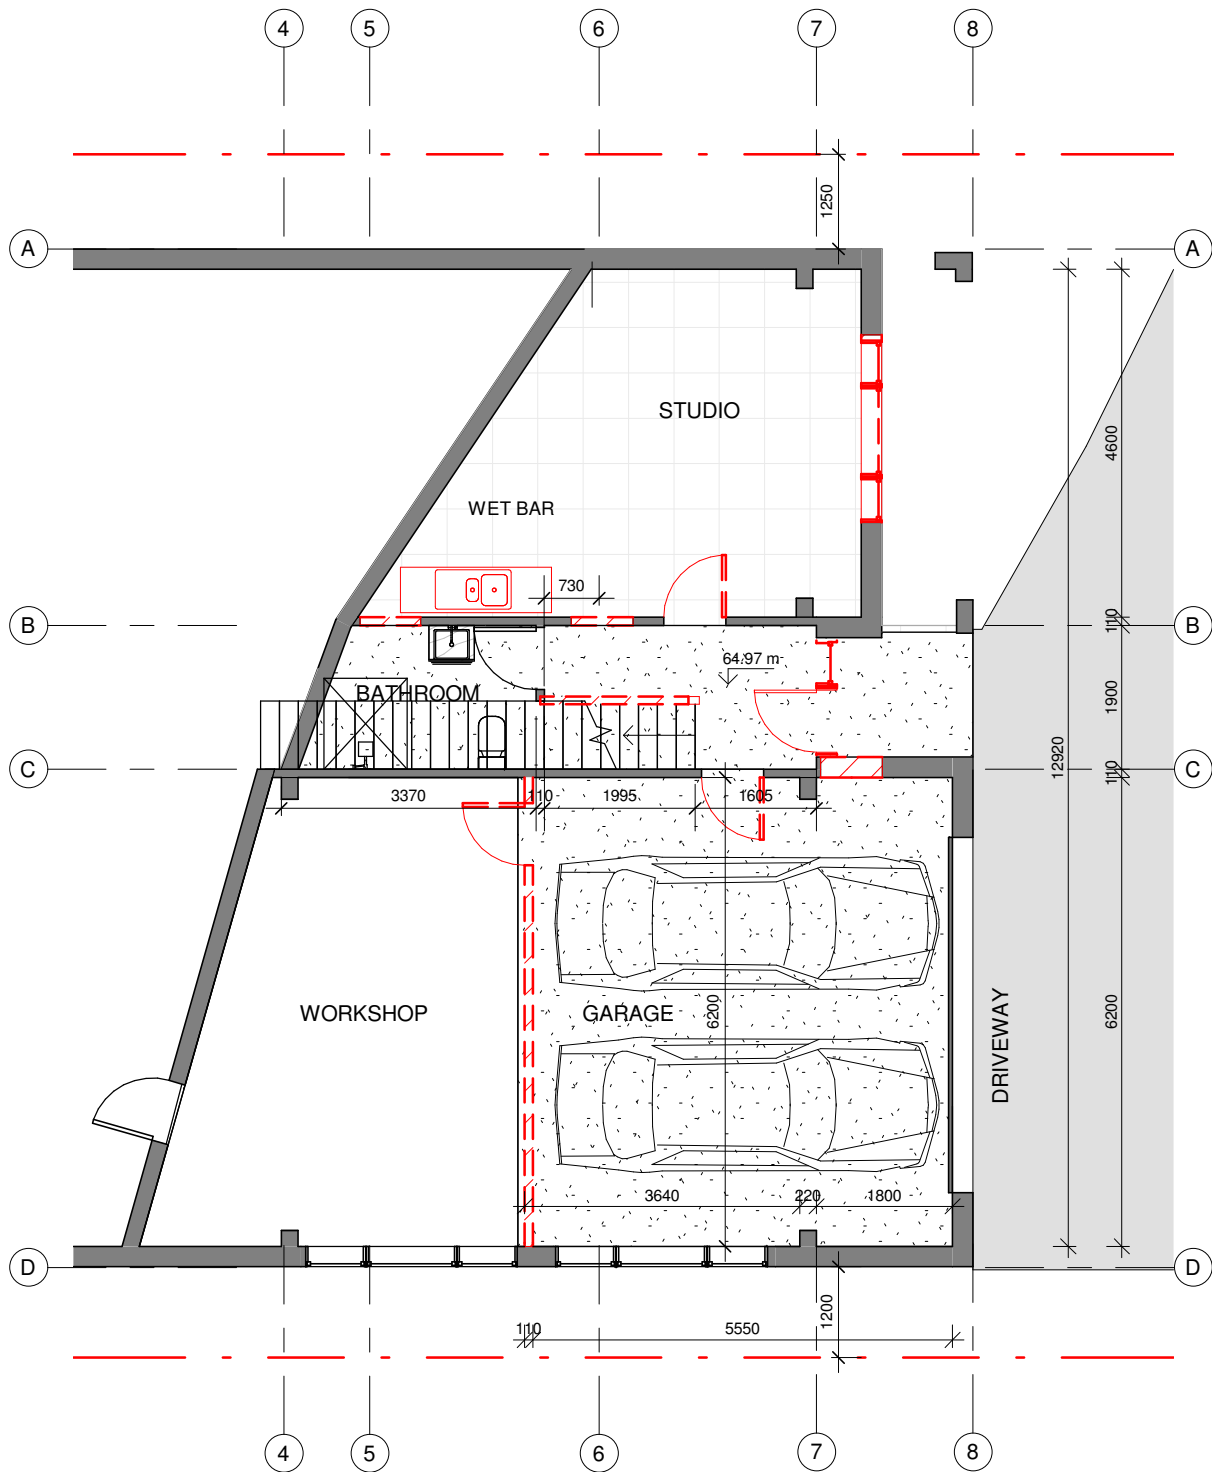 4 5 6 7 8
1250
A A
STUDIO
4600
WET BAR
730
B 110 B
64.97 m
BATHROOM
1900
12920
C 110 C
3370 110 1995 1605
WORKSHOP GARAGE 6200 DRIVEWAY 6200
3640 220 1800
D D
1200
110 5550
4 5 6 7 8